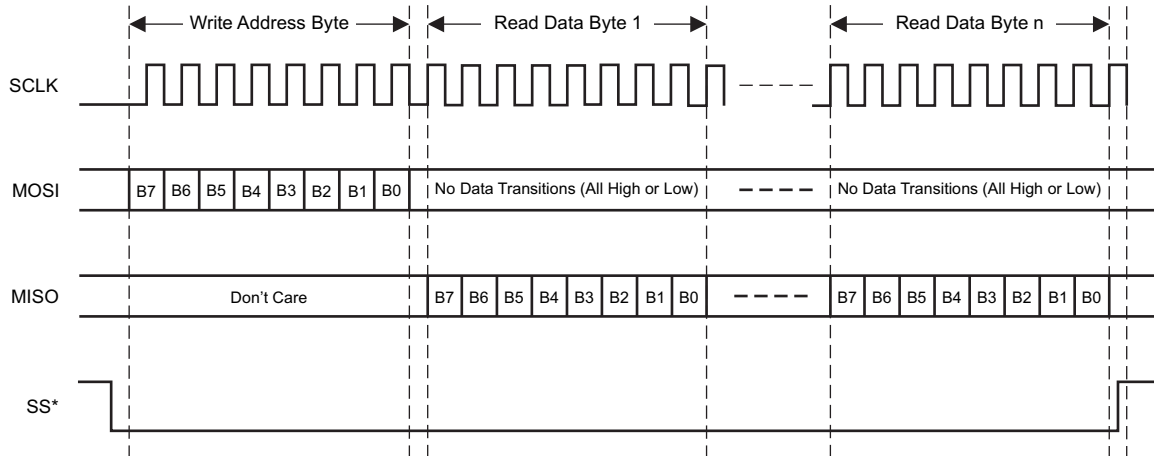 Write Address Byte Read Data Byte 1 Read Data Byte n
SCLK
MOSI B7 B6 B5 B4 B3 B2 B1 B0 No Data Transitions (All High or Low) No Data Transitions (All High or Low)
MISO Don't Care B7 B6 B5 B4 B3 B2 B1 B0 B7 B6 B5 B4 B3 B2 B1 B0
SS*